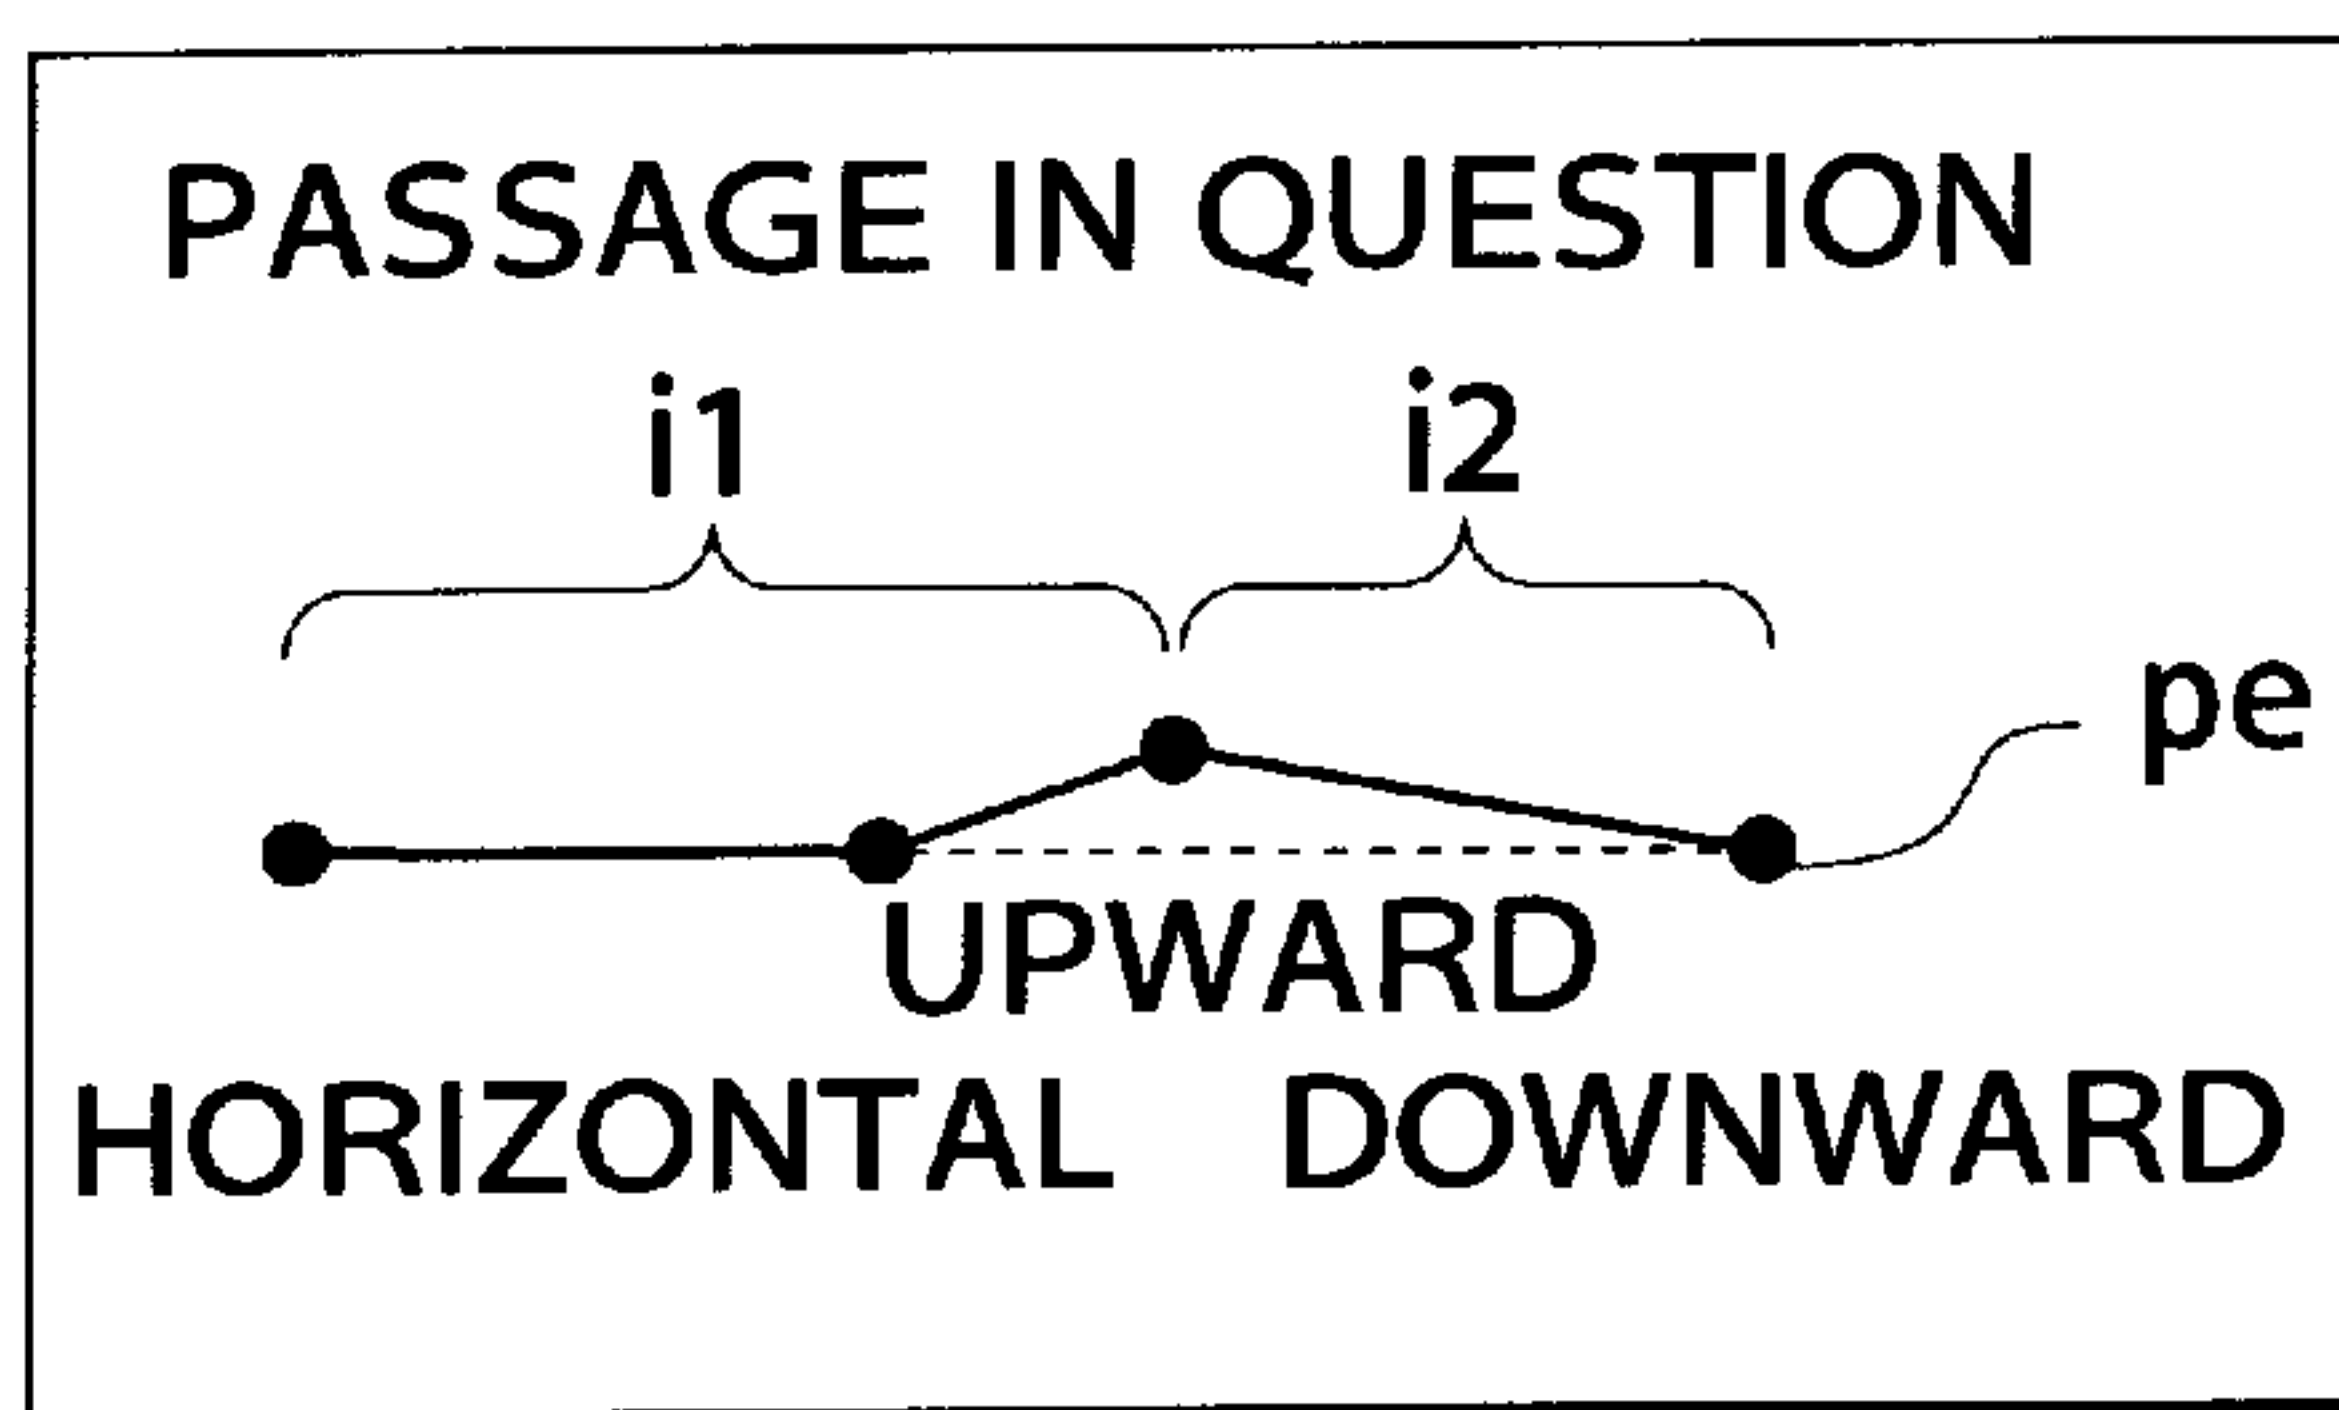 PASSAGE IN QUESTION
i1 i2
pe
UPWARD
HORIZONTAL DOWNWARD